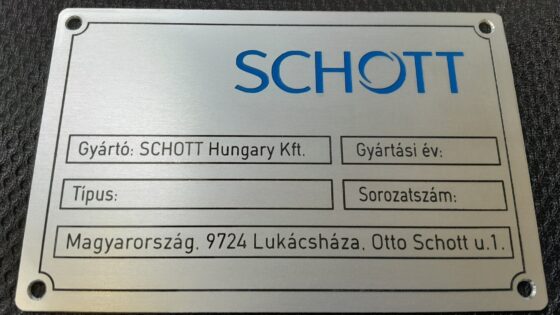 SCHOTT
Gyártó: SCHOTT Hungary Kft. Gyártási év:
Típus: Sorozatszám:
Magyarország, 9724 Lukácsháza, Otto Schott u.1.